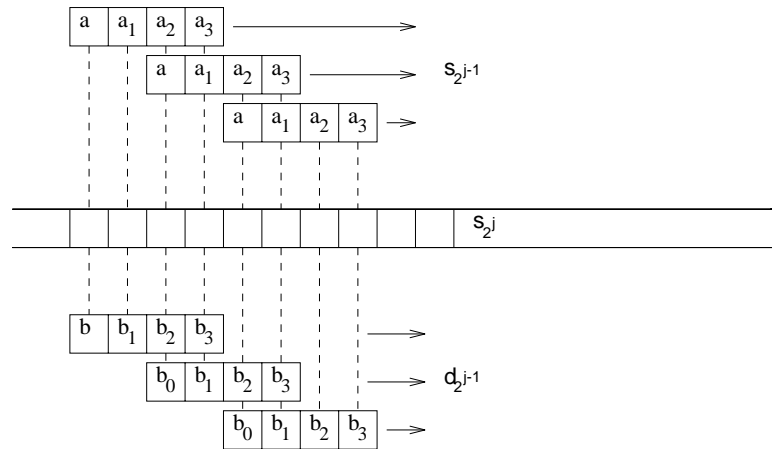 a a₁ a₂ a₃
a a₁ a₂ a₃ s₂j-1
a a₁ a₂ a₃
s₂j
b b₁ b₂ b₃
b₀ b₁ b₂ b₃ d₂j-1
b₀ b₁ b₂ b₃